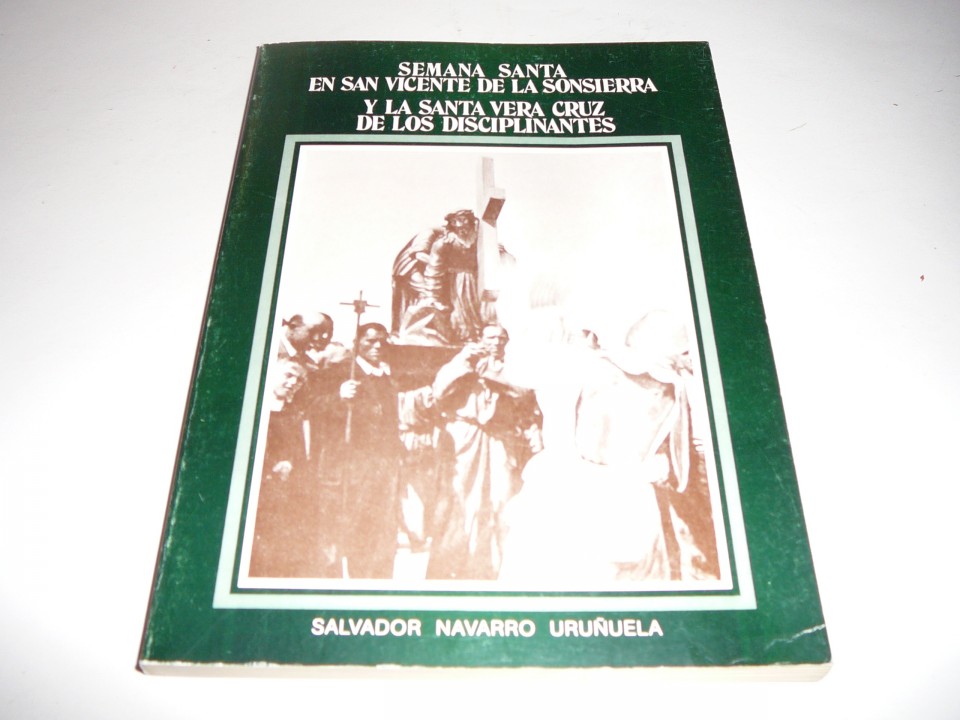 SEMANA SANTA
EN SAN VICENTE DE LA SONSIERRA
Y LA SANTA VERA CRUZ
DE LOS DISCIPLINANTES
SALVADOR NAVARRO URUÑUELA